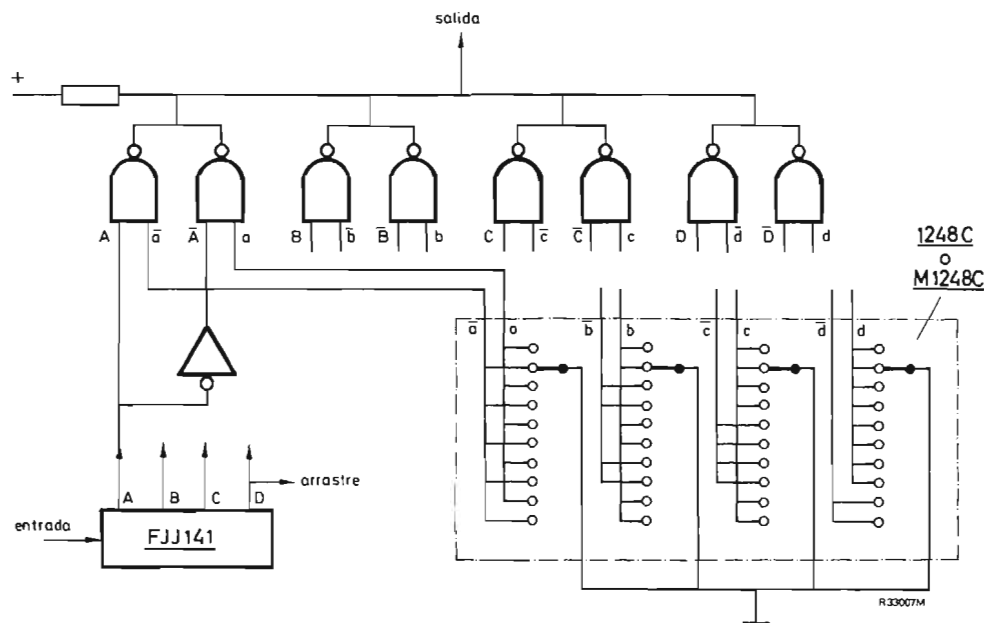 salida
+
A a̅ A̅ a B b̅ B̅ b C c̅ C̅ c D d̅ D̅ d
1248C
o
M1248C
a̅ a b̅ b c̅ c d̅ d
A B C D
arrastre
entrada
FJJ141
R33007M